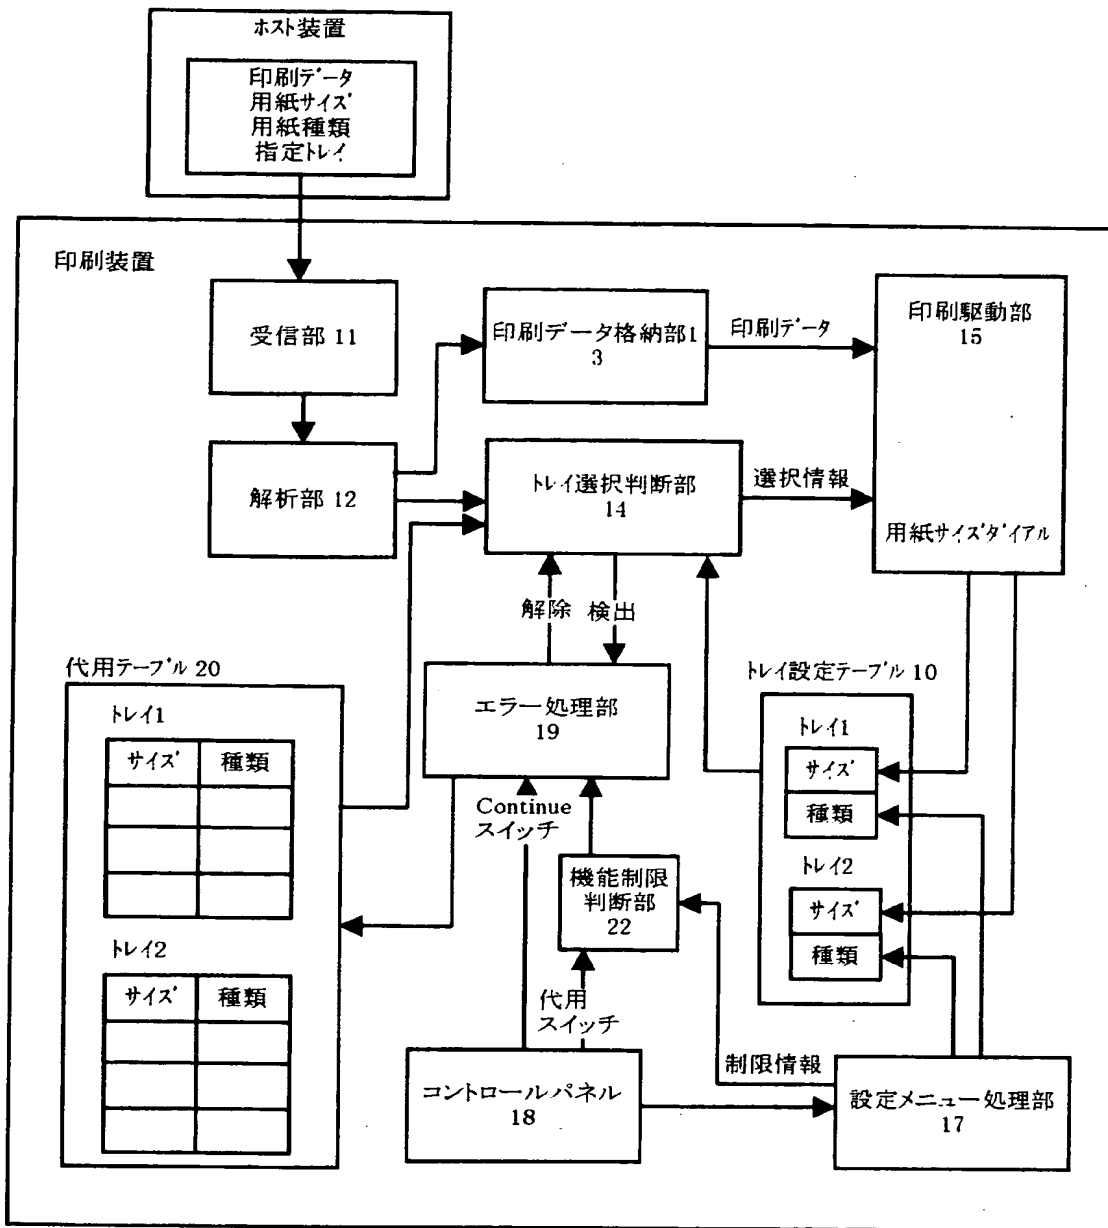 ホスト装置
印刷データ
用紙サイズ
用紙種類
指定トレイ
印刷装置
受信部 11
印刷データ格納部1
3
印刷データ
印刷駆動部
15
解析部 12
トレイ選択判断部
14
選択情報
用紙サイズダイアル
解除
検出
代用テーブル 20
トレイ1
サイズ
種類
トレイ2
サイズ
種類
エラー処理部
19
トレイ設定テーブル 10
トレイ1
サイズ
種類
トレイ2
サイズ
種類
Continue
スイッチ
機能制限
判断部
22
代用
スイッチ
制限情報
コントロールパネル
18
設定メニュー処理部
17